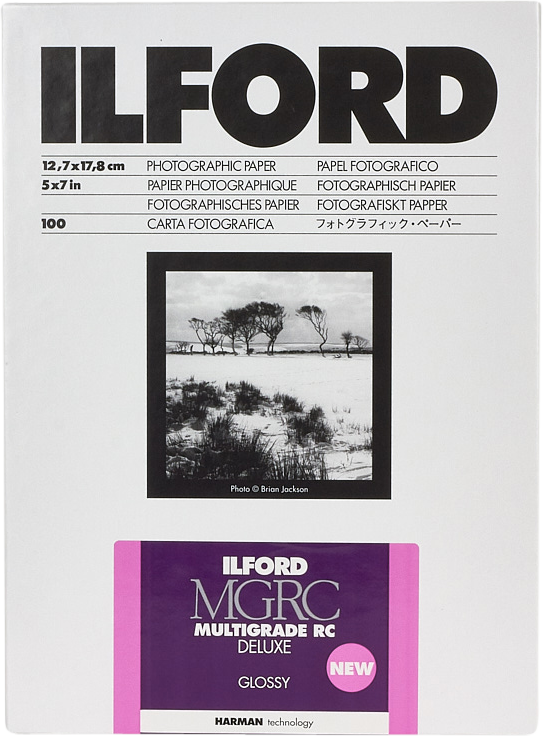 ILFORD
12,7x17,8 cm PHOTOGRAPHIC PAPER PAPEL FOTOGRAFICO
5x7 in PAPIER PHOTOGRAPHIQUE FOTOGRAFISCH PAPIER
FOTOGRAFISCHES PAPIER FOTOGRAFISKT PAPPER
100 CARTA FOTOGRAFICA フォトグラフィック・ペーパー
Photo © Brian Jackson
ILFORD
MGRC
MULTIGRADE RC
DELUXE
NEW
GLOSSY
HARMAN technology